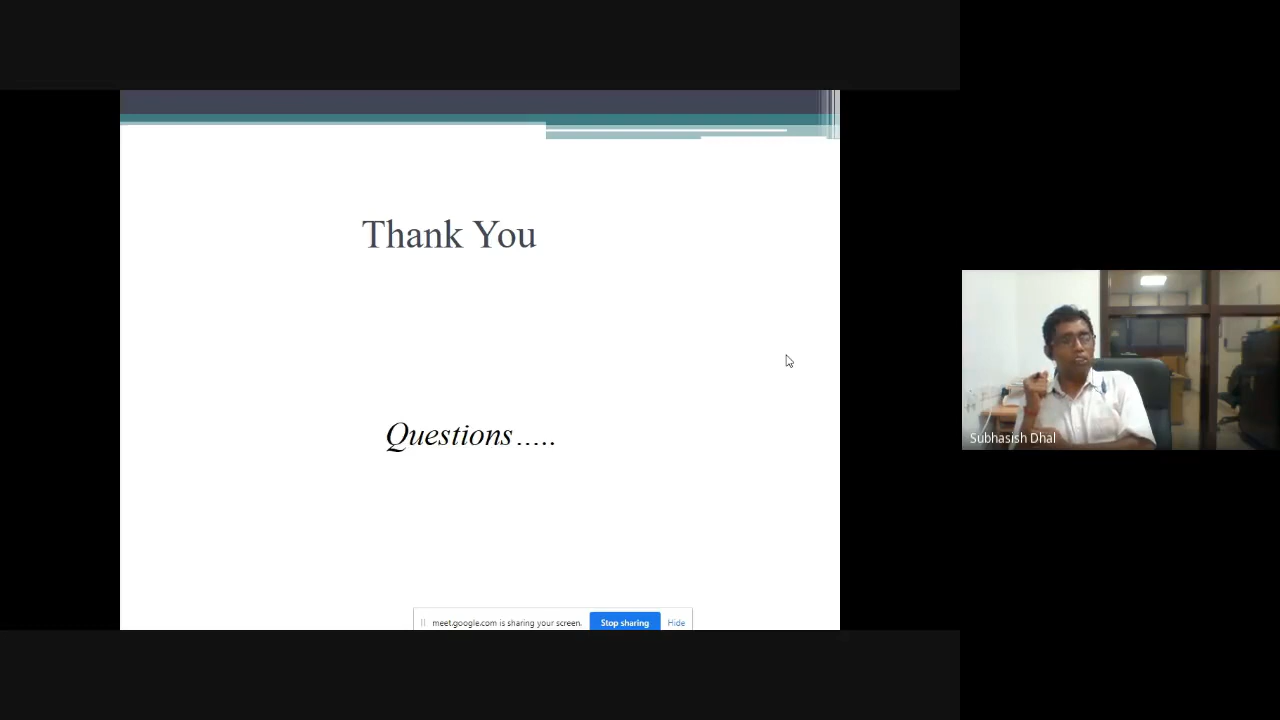 Thank You
Questions.....
meet.google.com is sharing your screen.
Stop sharing
Hide
Subhasish Dhal